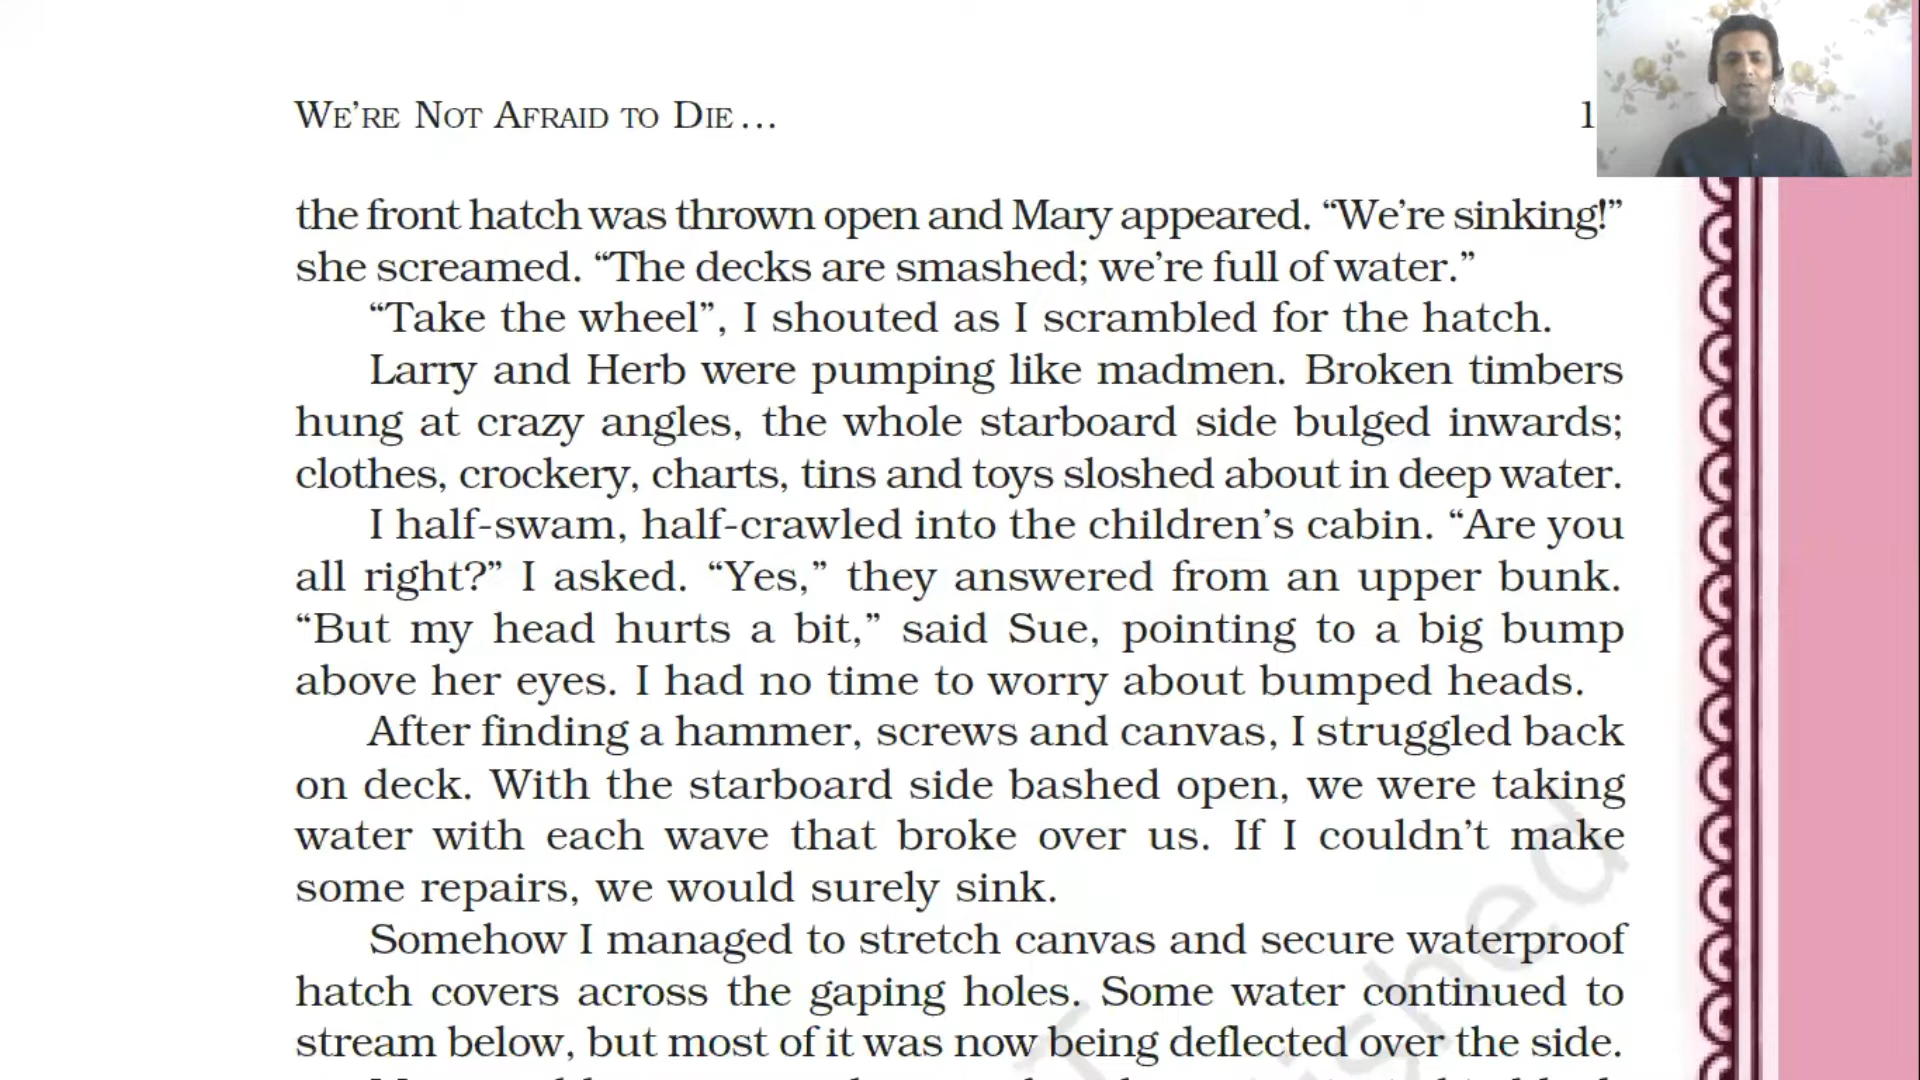 WE'RE NOT AFRAID TO DIE...
the front hatch was thrown open and Mary appeared. “We’re sinking!”
she screamed. “The decks are smashed; we’re full of water.”
“Take the wheel”, I shouted as I scrambled for the hatch.
Larry and Herb were pumping like madmen. Broken timbers
hung at crazy angles, the whole starboard side bulged inwards;
clothes, crockery, charts, tins and toys sloshed about in deep water.
I half-swam, half-crawled into the children’s cabin. “Are you
all right?” I asked. “Yes,” they answered from an upper bunk.
“But my head hurts a bit,” said Sue, pointing to a big bump
above her eyes. I had no time to worry about bumped heads.
After finding a hammer, screws and canvas, I struggled back
on deck. With the starboard side bashed open, we were taking
water with each wave that broke over us. If I couldn’t make
some repairs, we would surely sink.
Somehow I managed to stretch canvas and secure waterproof
hatch covers across the gaping holes. Some water continued to
stream below, but most of it was now being deflected over the side.